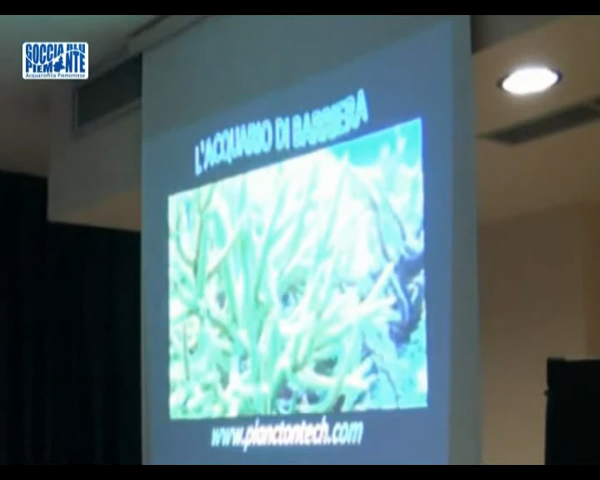 GOCCIA BLU
PIEMONTE
Acquariofilia Piemontese
L'ACQUARIO DI BARRIERA
www.planctontech.com